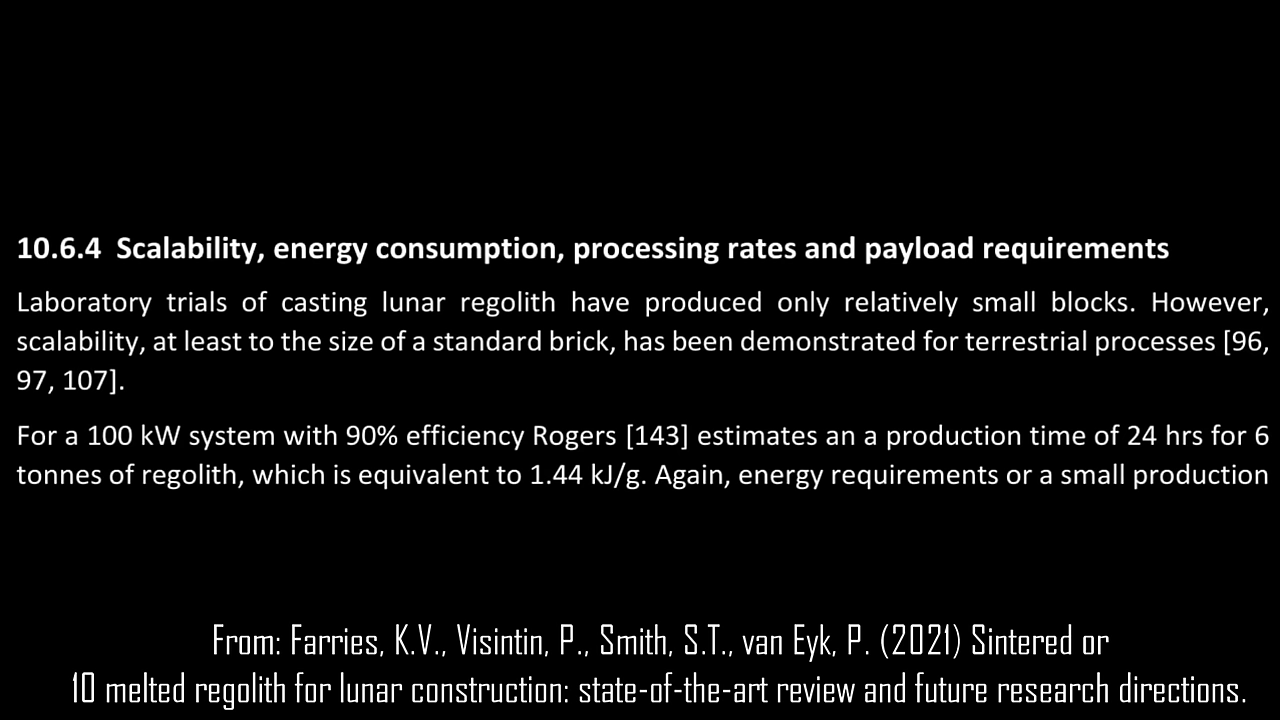 10.6.4 Scalability, energy consumption, processing rates and payload requirements
Laboratory trials of casting lunar regolith have produced only relatively small blocks. However,
scalability, at least to the size of a standard brick, has been demonstrated for terrestrial processes [96,
97, 107].
For a 100 kW system with 90% efficiency Rogers [143] estimates an a production time of 24 hrs for 6
tonnes of regolith, which is equivalent to 1.44 kJ/g. Again, energy requirements or a small production
From: Farries, K.V., Visintin, P., Smith, S.T., van Eyk, P. (2021) Sintered or
10 melted regolith for lunar construction: state-of-the-art review and future research directions.